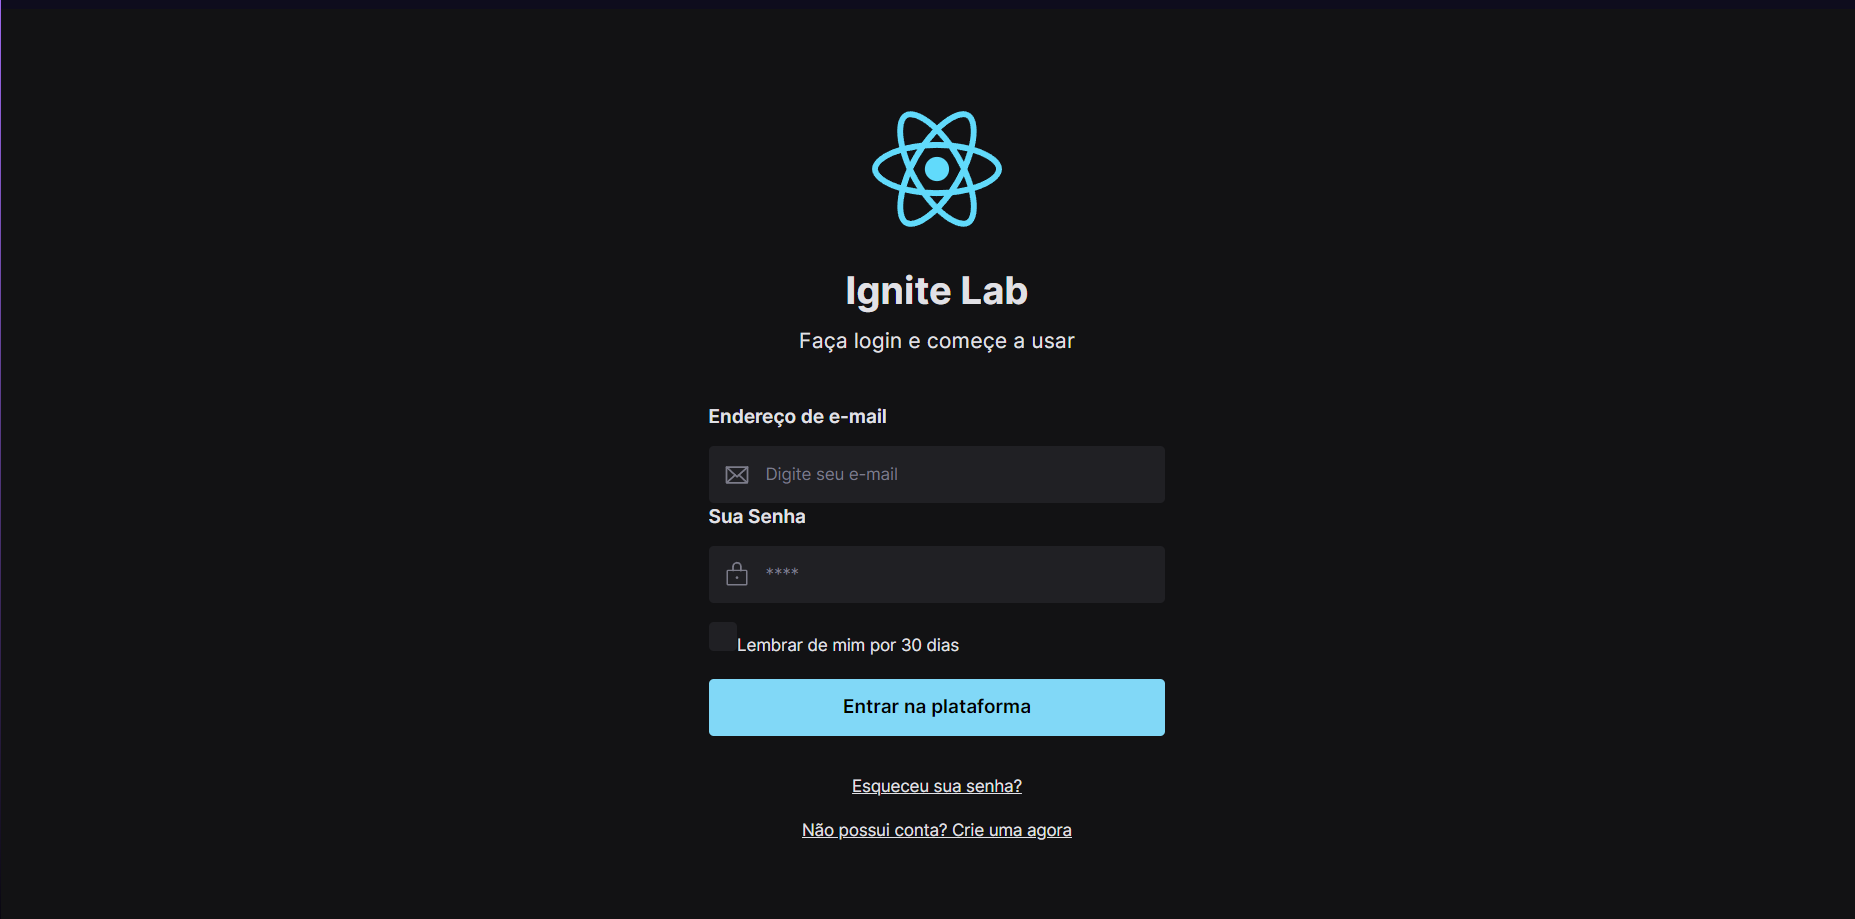 Ignite Lab
Faça login e começe a usar
Endereço de e-mail
Digite seu e-mail
Sua Senha
****
Lembrar de mim por 30 dias
Entrar na plataforma
Esqueceu sua senha?
Não possui conta? Crie uma agora